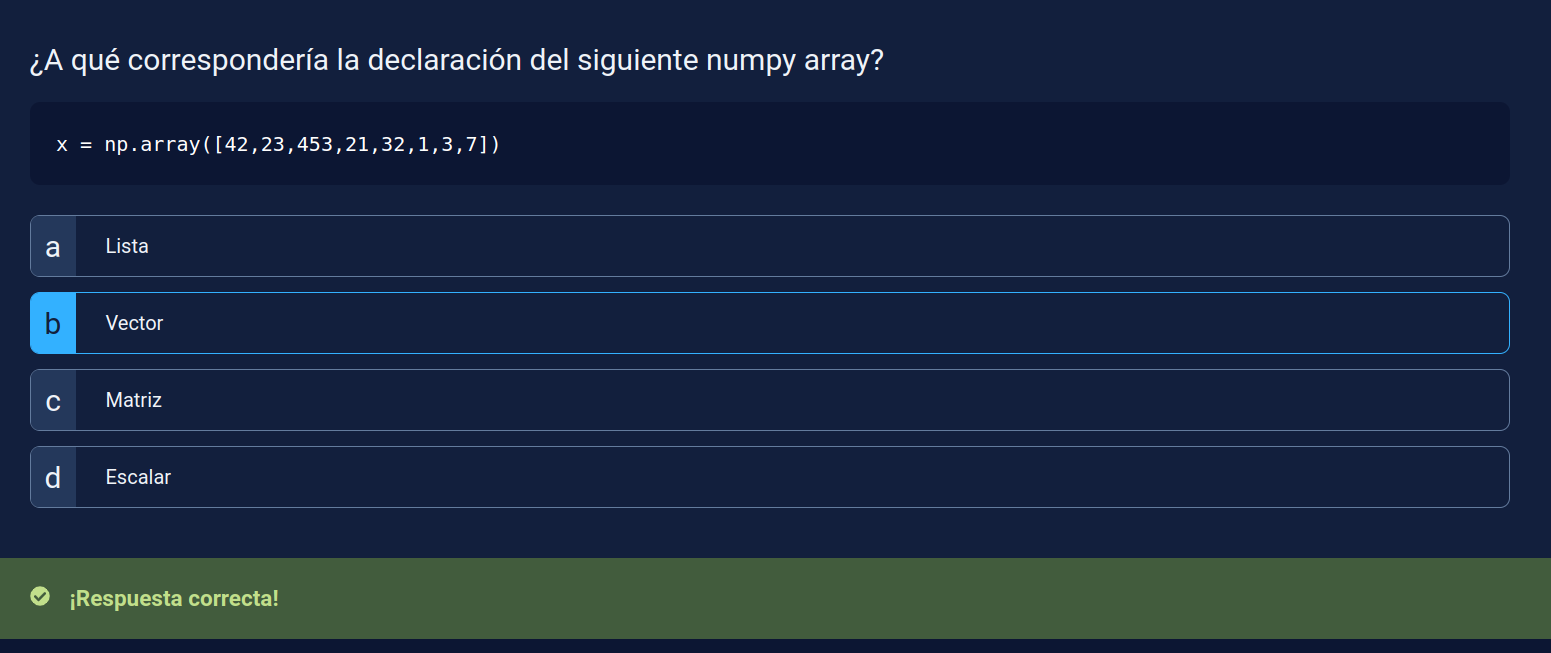 ¿A qué correspondería la declaración del siguiente numpy array?
x = np.array([42,23,453,21,32,1,3,7])
a Lista
b Vector
c Matriz
d Escalar
¡Respuesta correcta!